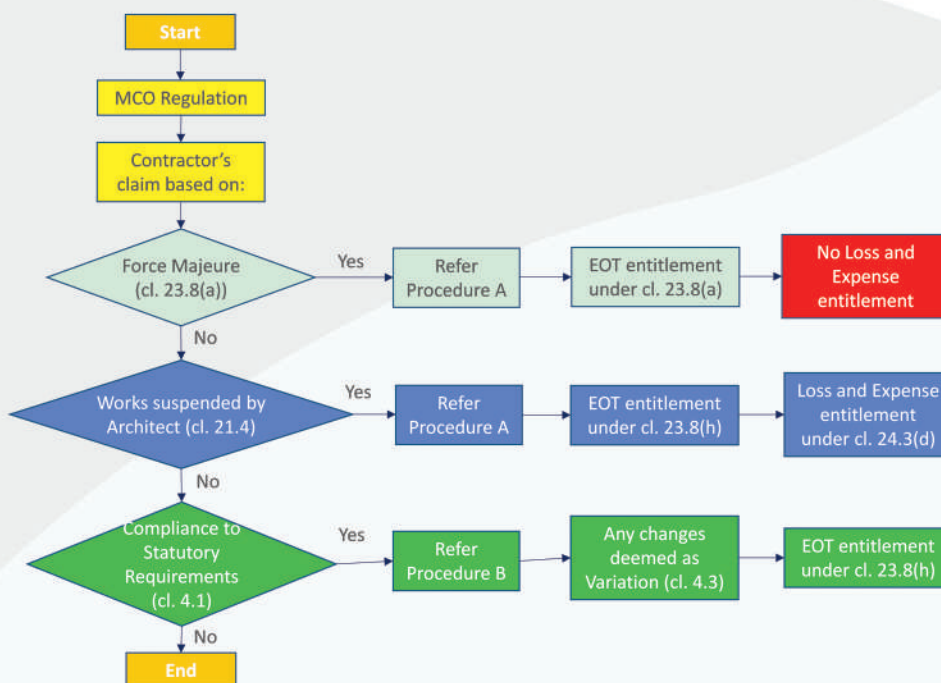 Start
MCO Regulation
Contractor's
claim based on:
Force Majeure
(cl. 23.8(a))
Yes
Refer
Procedure A
EOT entitlement
under cl. 23.8(a)
No Loss and
Expense
entitlement
No
Works suspended by
Architect (cl. 21.4)
Yes
Refer
Procedure A
EOT entitlement
under cl. 23.8(h)
Loss and Expense
entitlement
under cl. 24.3(d)
No
Compliance to
Statutory
Requirements
(cl. 4.1)
Yes
Refer
Procedure B
Any changes
deemed as
Variation (cl. 4.3)
EOT entitlement
under cl. 23.8(h)
No
End